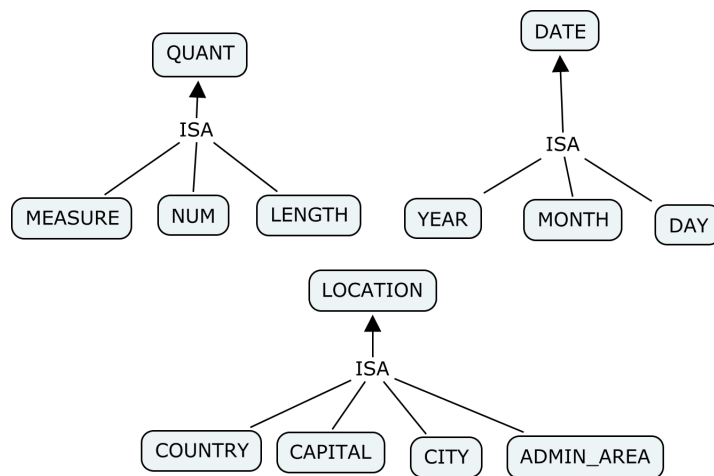 QUANT
ISA
MEASURE NUM LENGTH
DATE
ISA
YEAR MONTH DAY
LOCATION
ISA
COUNTRY CAPITAL CITY ADMIN_AREA